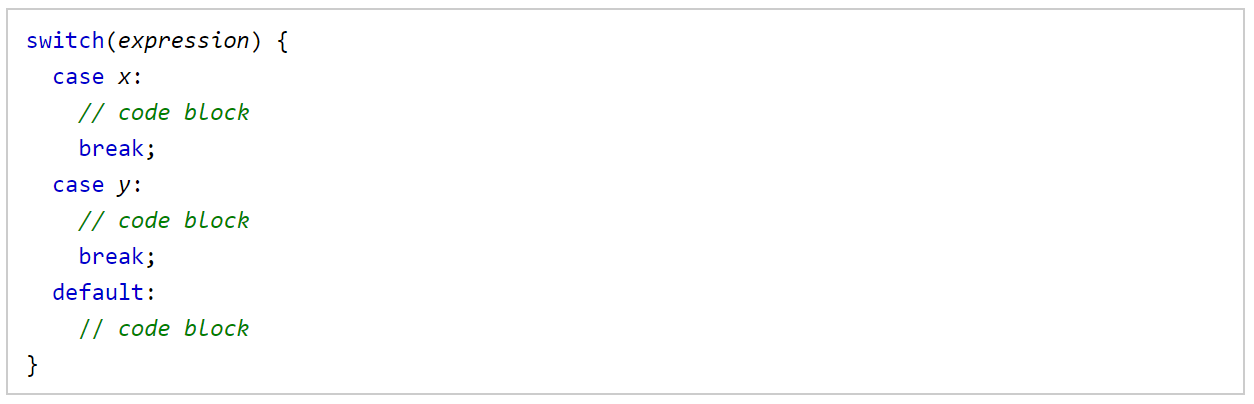 switch(expression) {
  case x:
    // code block
    break;
  case y:
    // code block
    break;
  default:
    // code block
}